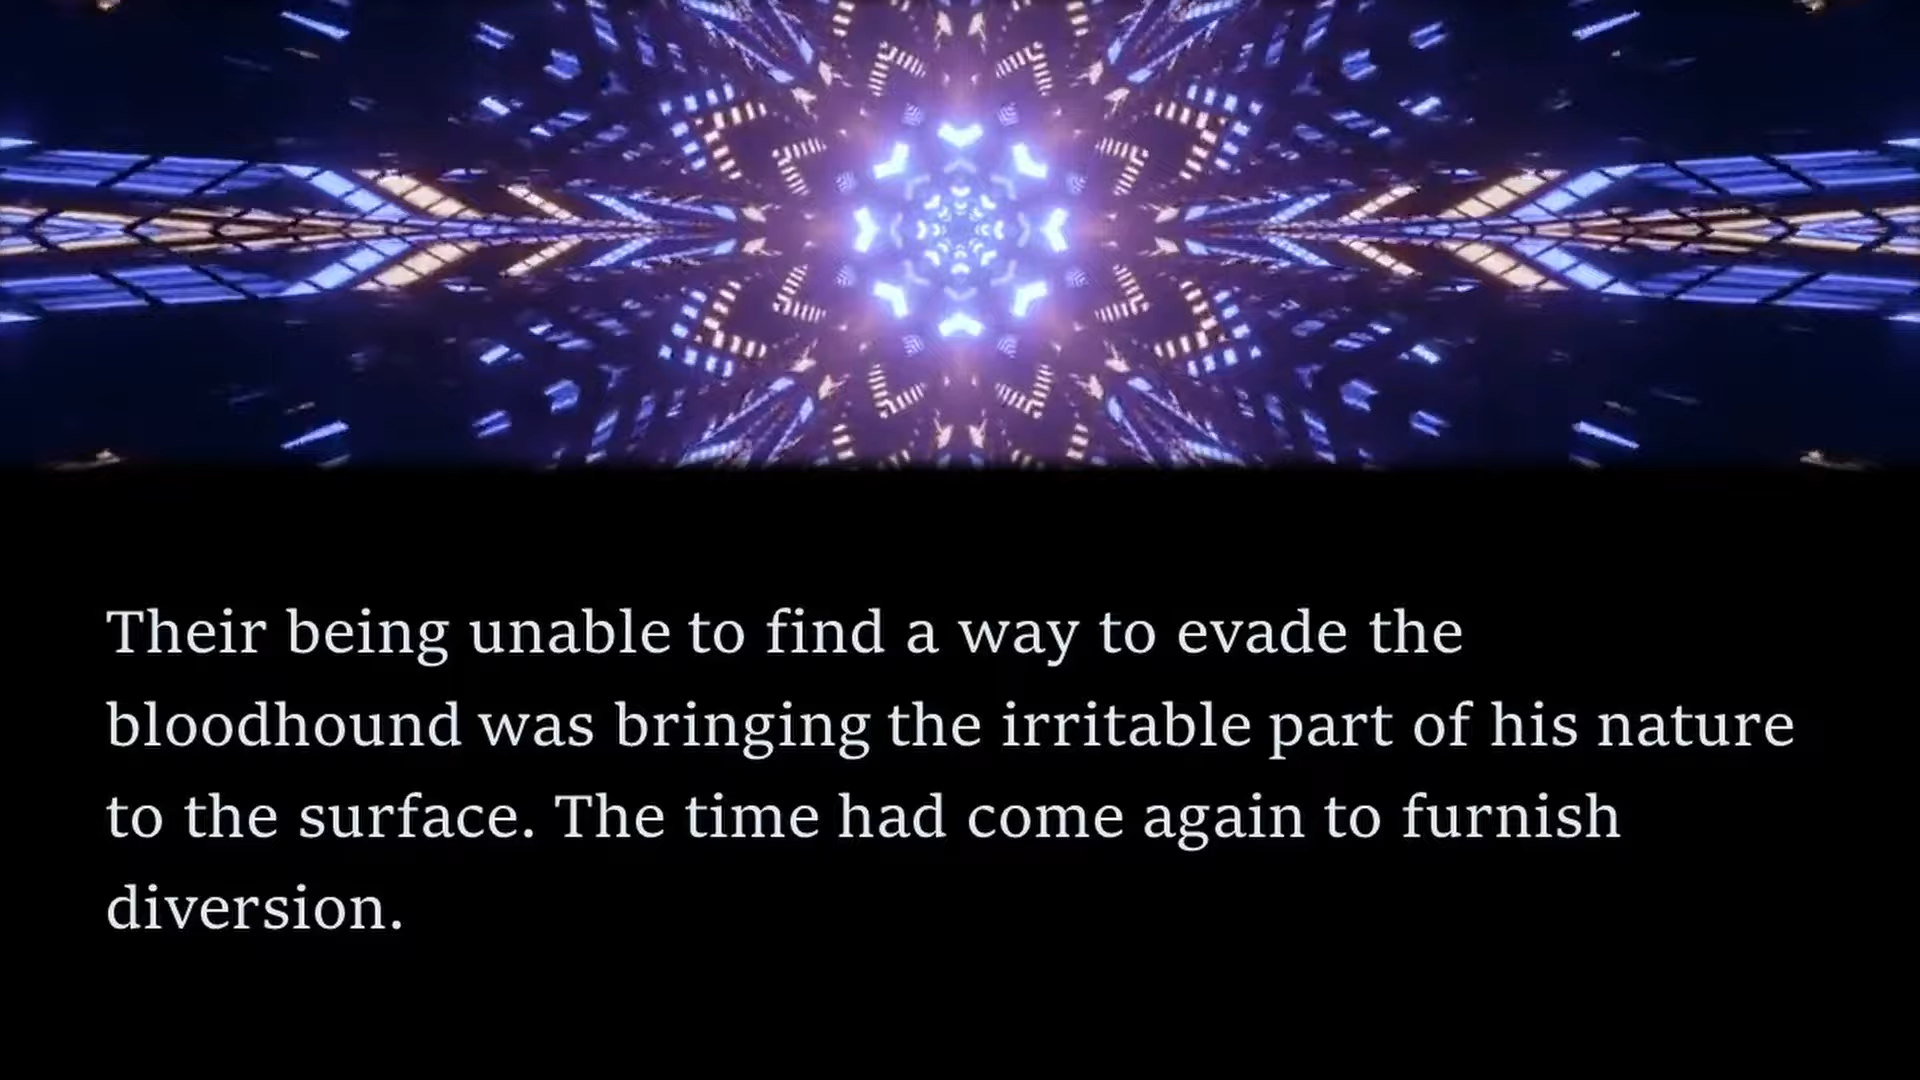 Their being unable to find a way to evade the
bloodhound was bringing the irritable part of his nature
to the surface. The time had come again to furnish
diversion.